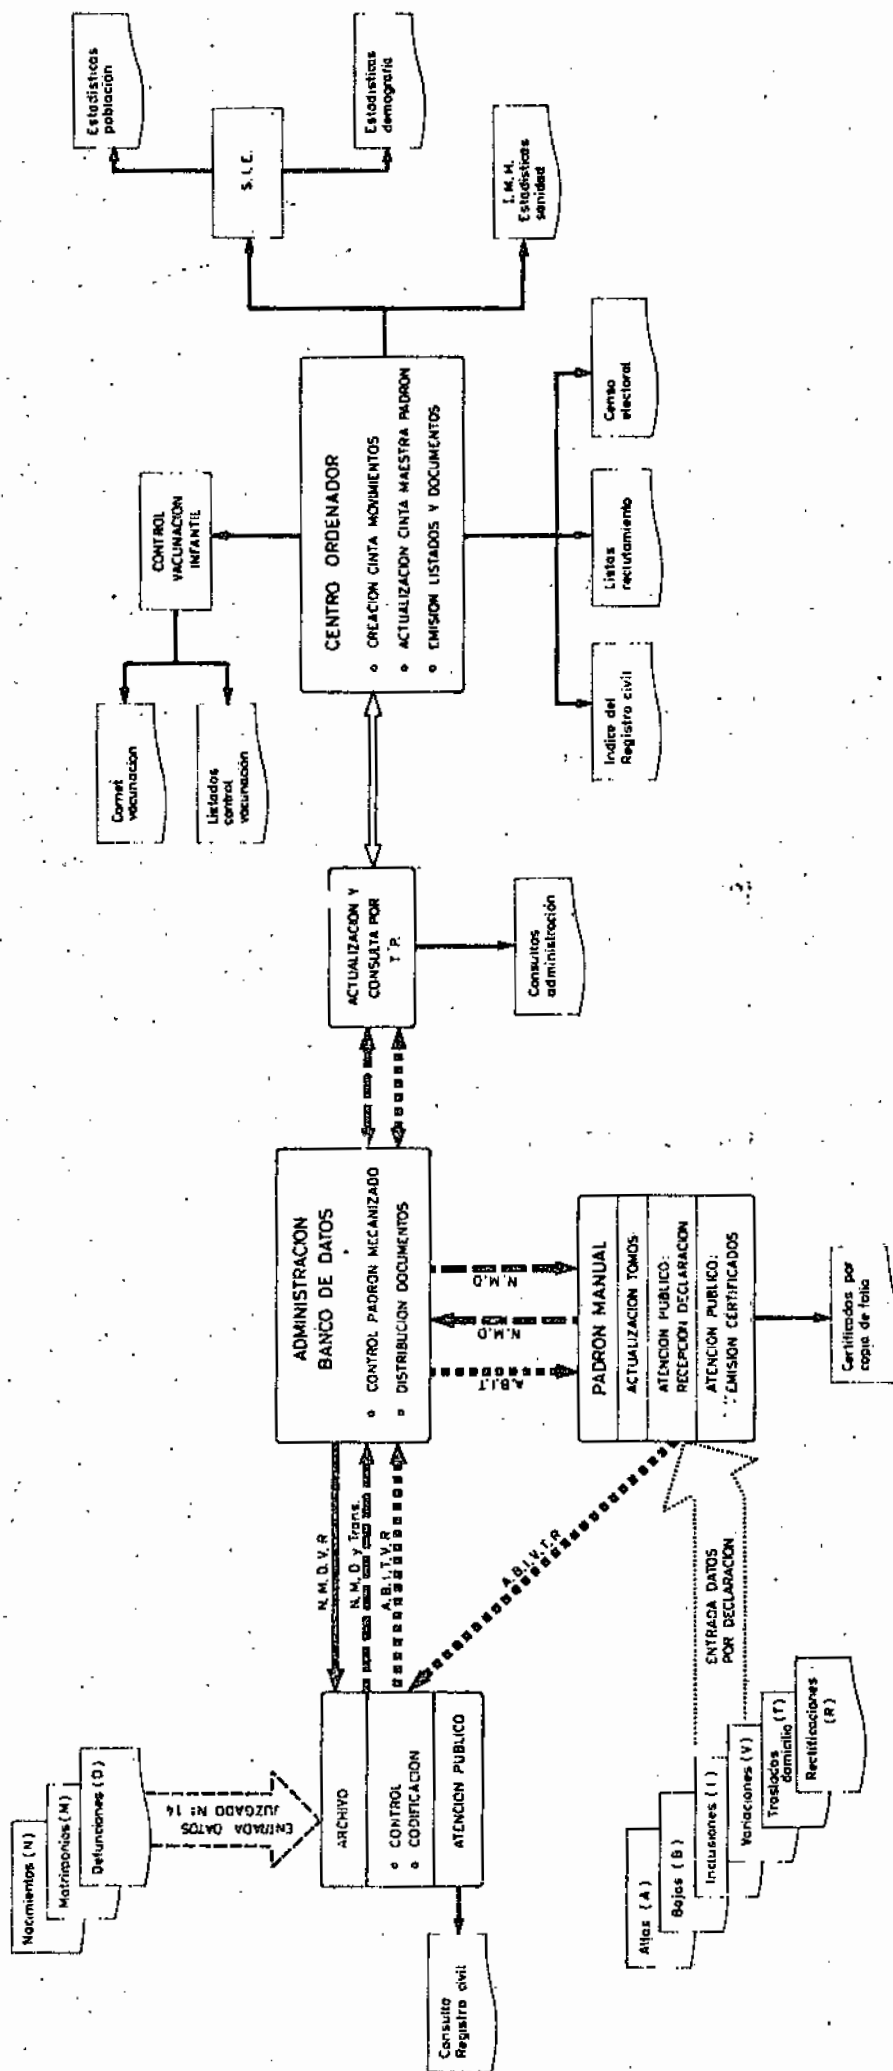 Nacimientos (N)
Matrimonios (M)
Defunciones (D)
ENTRADA DATOS
JUZGADO Nº 14
ARCHIVO
CONTROL
CODIFICACION
ATENCION PUBLICO
Consulta
Registro civil
Altas (A)
Bajas (B)
Inclusiones (I)
Variaciones (V)
Traslados (T)
domicilio
Rectificaciones
(R)
ENTRADA DATOS
POR DECLARACION
N, M, D, V, R
N, M, D y Trans.
A, B, I, T, V, R
A, B, I, V, T, R
ADMINISTRACION
BANCO DE DATOS
CONTROL PADRON MECANIZADO
DISTRIBUCION DOCUMENTOS
A,B,I,T
N,M,D
N,M,D
PADRON MANUAL
ACTUALIZACION TOMOS
ATENCION PUBLICO:
RECEPCION DECLARACION
ATENCION PUBLICO:
EMISION CERTIFICADOS
Certificados por
copia de folio
ACTUALIZACION Y
CONSULTA POR
T P.
Consultas
administración
Carnet
vacunacion
Listados
control
vacunación
CONTROL
VACUNACION
INFANTIL
CENTRO ORDENADOR
CREACION CINTA MOVIMIENTOS
ACTUALIZACION CINTA MAESTRA PADRON
EMISION LISTADOS Y DOCUMENTOS
Indice del
Registro civil
Listas
reclutamiento
Censo
electoral
S.I.E.
Estadísticas
población
Estadísticas
demografía
I.M.H.
Estadísticas
sanidad